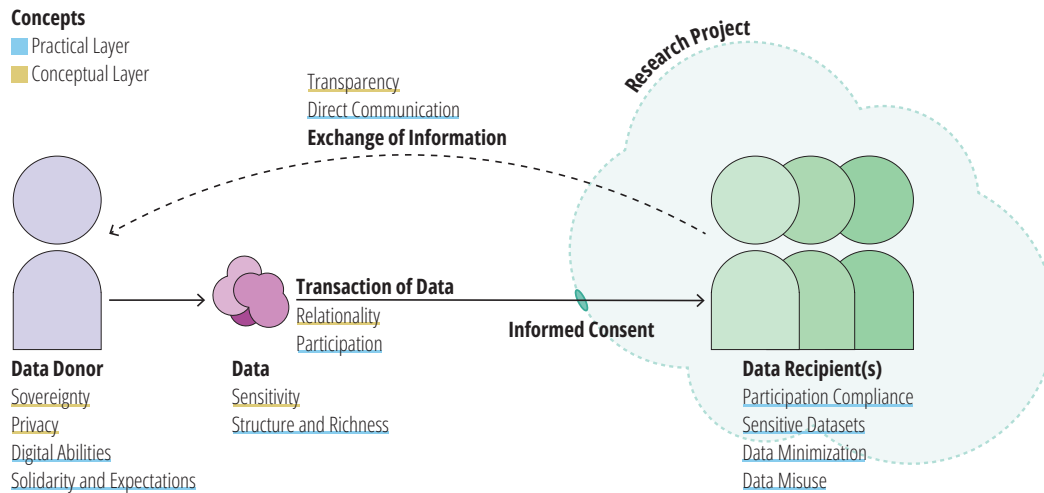 Concepts
Practical Layer
Conceptual Layer
Research Project
Transparency
Direct Communication
Exchange of Information
Transaction of Data
Relationality
Participation
Informed Consent
Data Donor
Sovereignty
Privacy
Digital Abilities
Solidarity and Expectations
Data
Sensitivity
Structure and Richness
Data Recipient(s)
Participation Compliance
Sensitive Datasets
Data Minimization
Data Misuse